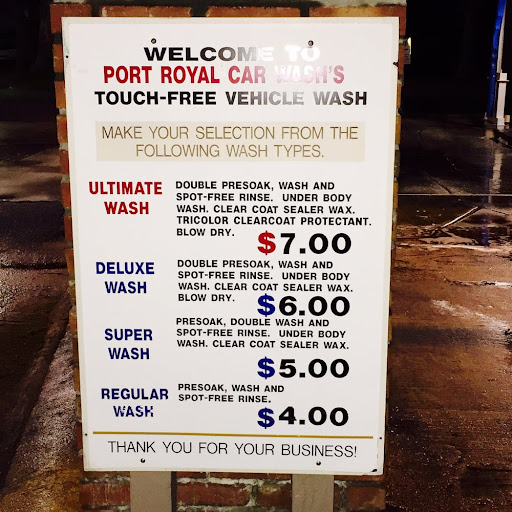 WELCOME TO
PORT ROYAL CAR WASH'S
TOUCH-FREE VEHICLE WASH
MAKE YOUR SELECTION FROM THE
FOLLOWING WASH TYPES.
ULTIMATE
WASH
DOUBLE PRESOAK, WASH AND
SPOT-FREE RINSE. UNDER BODY
WASH. CLEAR COAT SEALER WAX.
TRICOLOR CLEARCOAT PROTECTANT.
BLOW DRY.
$7.00
DELUXE
WASH
DOUBLE PRESOAK, WASH AND
SPOT-FREE RINSE. UNDER BODY
WASH. CLEAR COAT SEALER WAX.
BLOW DRY.
$6.00
SUPER
WASH
PRESOAK, DOUBLE WASH AND
SPOT-FREE RINSE. UNDER BODY
WASH. CLEAR COAT SEALER WAX.
$5.00
REGULAR
WASH
PRESOAK, WASH AND
SPOT-FREE RINSE.
$4.00
THANK YOU FOR YOUR BUSINESS!